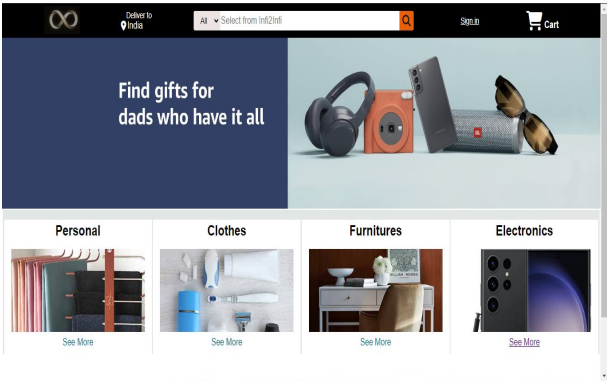 Deliver to
India
All
Select from Infi2Infi
Sign in
Cart
Find gifts for
dads who have it all
JBL
Personal
Clothes
Furnitures
Electronics
See More
See More
See More
See More